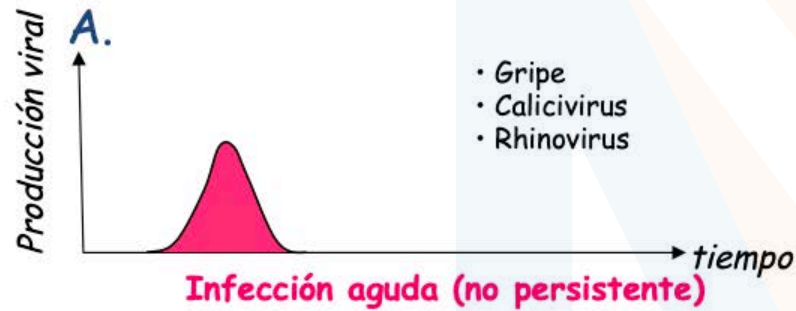 A.
Producción viral
• Gripe
• Calicivirus
• Rhinovirus
tiempo
Infección aguda (no persistente)